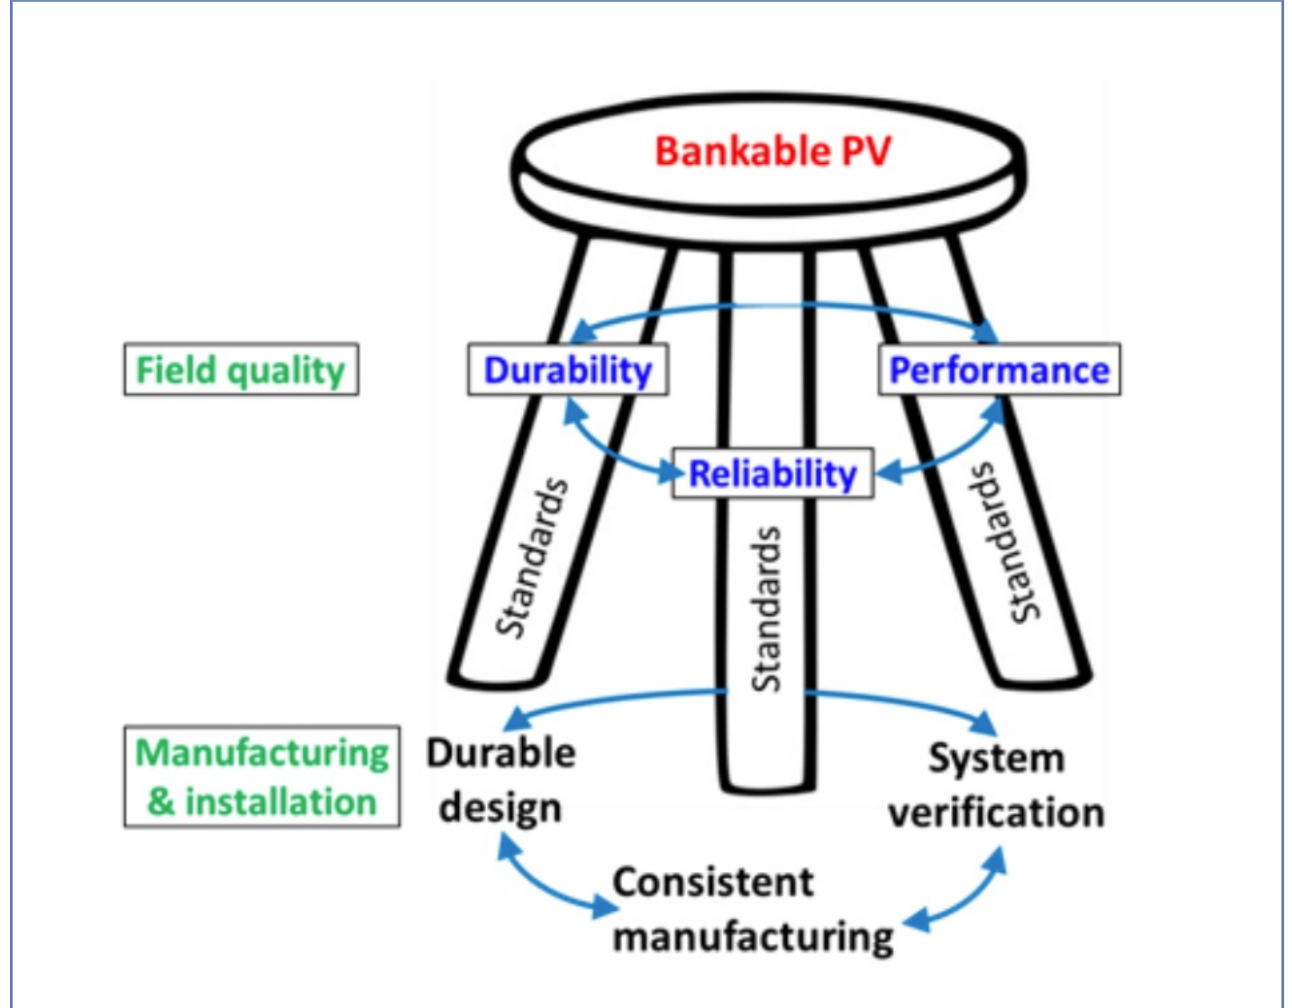 Bankable PV
Field quality
Durability
Performance
Reliability
Standards
Standards
Standards
Manufacturing
& installation
Durable
design
System
verification
Consistent
manufacturing